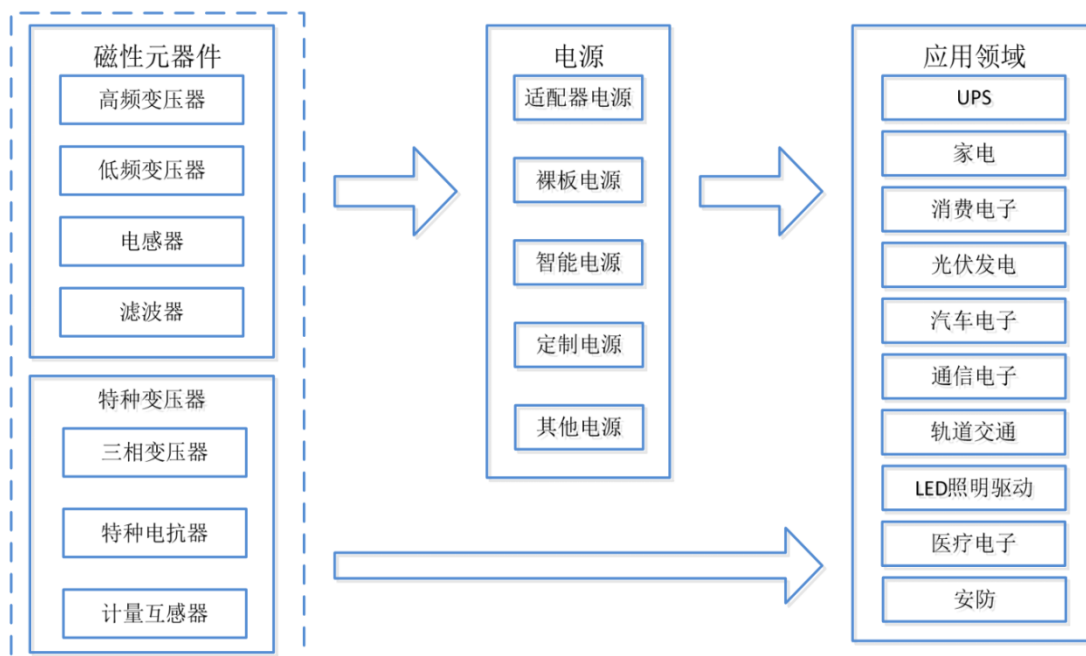 磁性元器件
高频变压器
低频变压器
电感器
滤波器
特种变压器
三相变压器
特种电抗器
计量互感器
电源
适配器电源
裸板电源
智能电源
定制电源
其他电源
应用领域
UPS
家电
消费电子
光伏发电
汽车电子
通信电子
轨道交通
LED照明驱动
医疗电子
安防